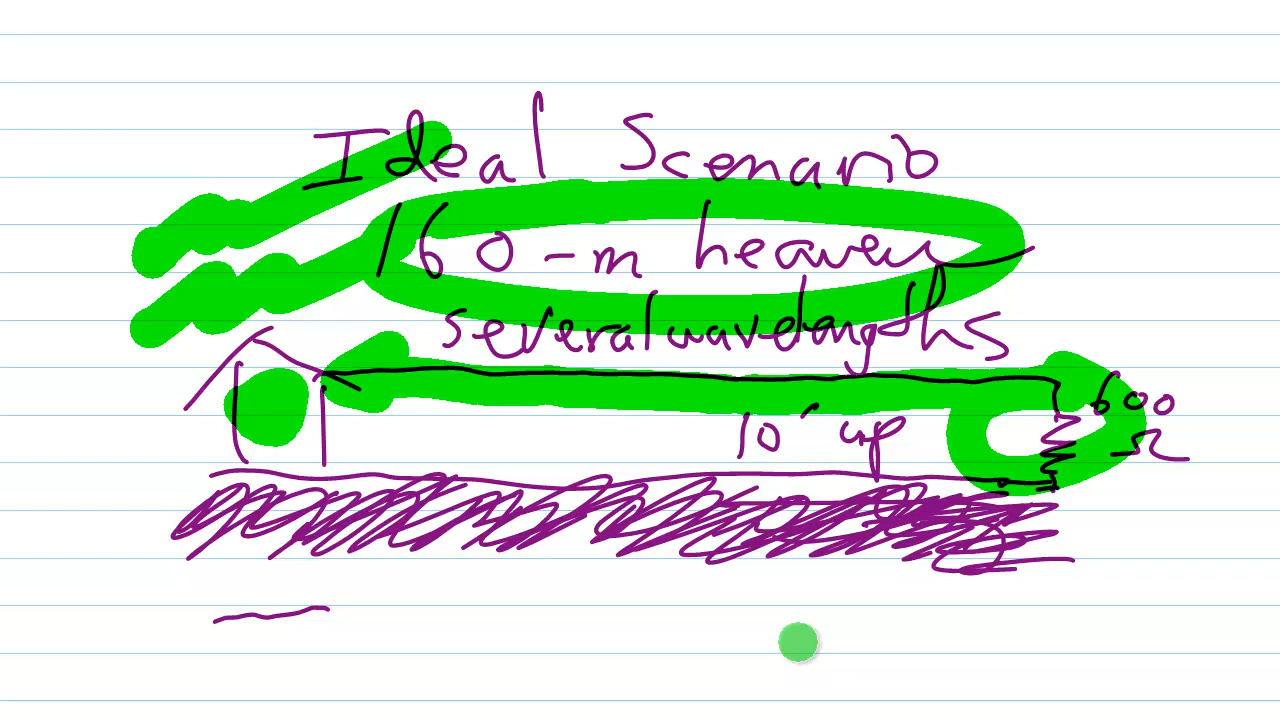 Ideal Scenario
160-m heaven
several wavelengths
10' up
600
Ω